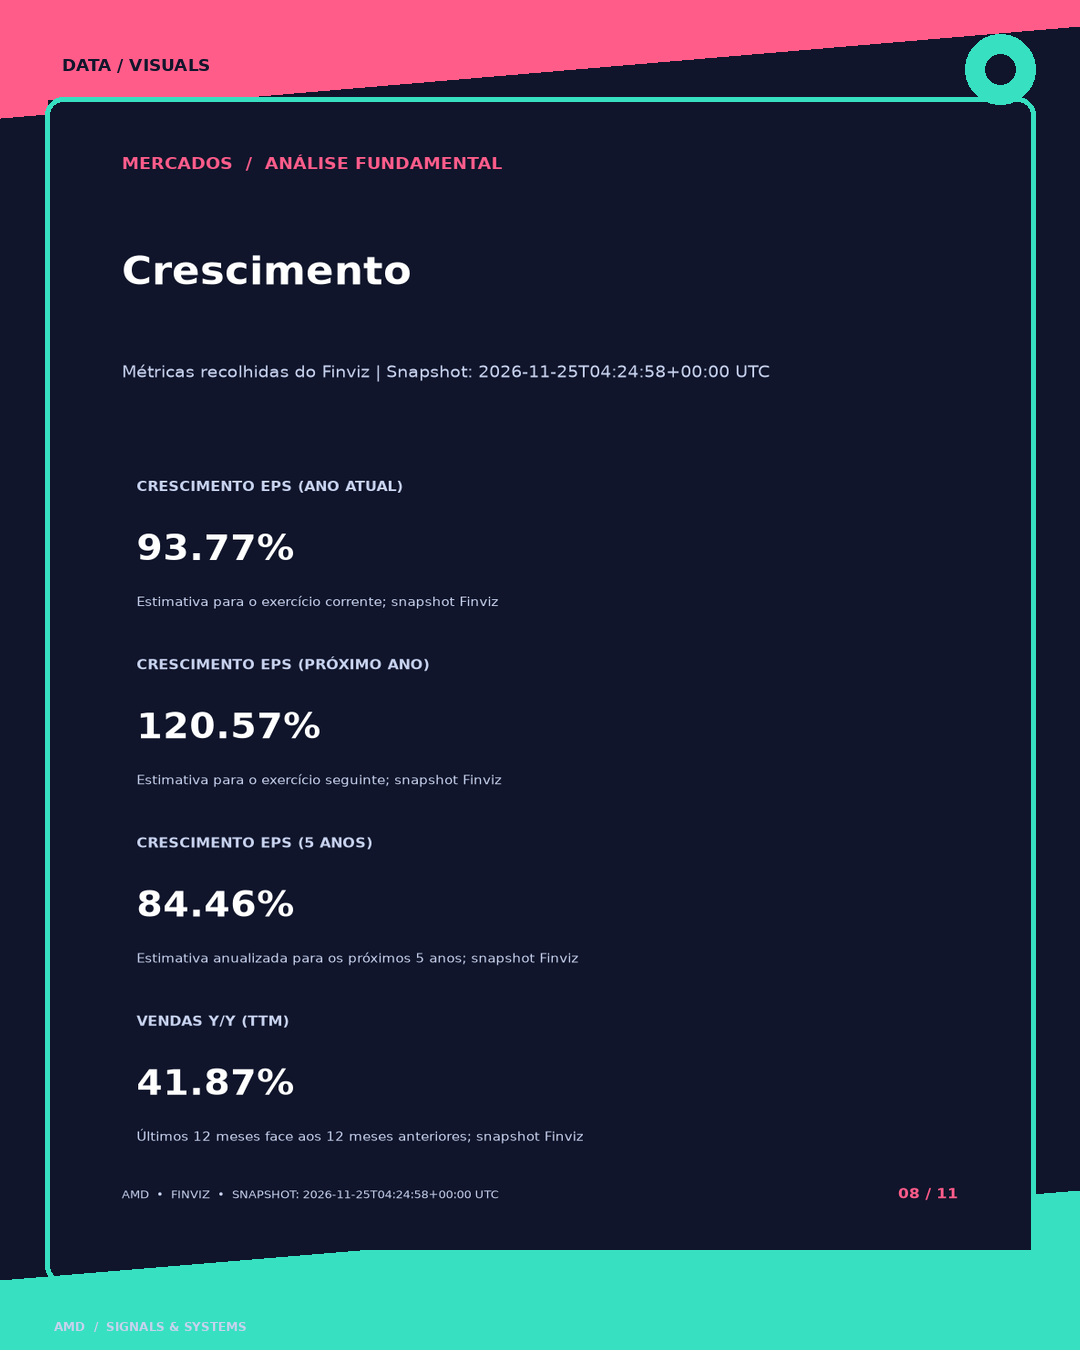 DATA / VISUALS
MERCADOS / ANÁLISE FUNDAMENTAL
Crescimento
Métricas recolhidas do Finviz | Snapshot: 2026-11-25T04:24:58+00:00 UTC
CRESCIMENTO EPS (ANO ATUAL)
93.77%
Estimativa para o exercício corrente; snapshot Finviz
CRESCIMENTO EPS (PRÓXIMO ANO)
120.57%
Estimativa para o exercício seguinte; snapshot Finviz
CRESCIMENTO EPS (5 ANOS)
84.46%
Estimativa anualizada para os próximos 5 anos; snapshot Finviz
VENDAS Y/Y (TTM)
41.87%
Últimos 12 meses face aos 12 meses anteriores; snapshot Finviz
AMD • FINVIZ • SNAPSHOT: 2026-11-25T04:24:58+00:00 UTC
08 / 11
AMD / SIGNALS & SYSTEMS